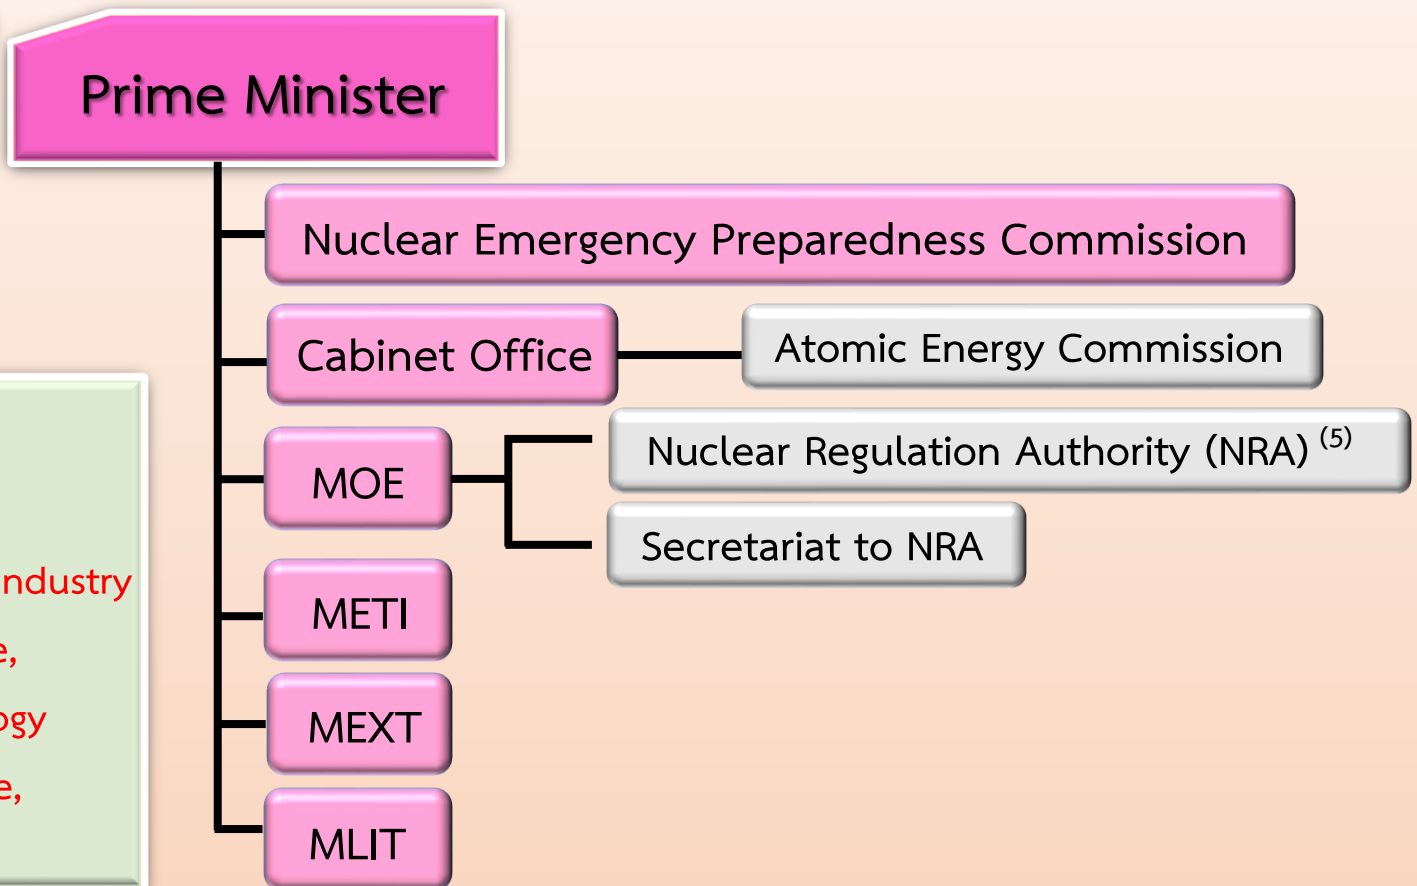 Prime Minister
Nuclear Emergency Preparedness Commission
Cabinet Office
Atomic Energy Commission
MOE
Nuclear Regulation Authority (NRA) (5)
Secretariat to NRA
METI
MEXT
MLIT
Industry